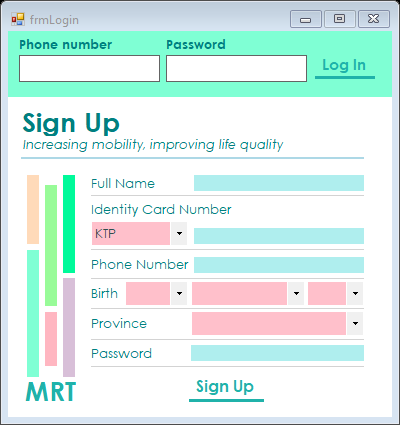 frmLogin
Phone number Password
Log In
Sign Up
Increasing mobility, improving life quality
Full Name
Identity Card Number
KTP
Phone Number
Birth
Province
Password
MRT
Sign Up